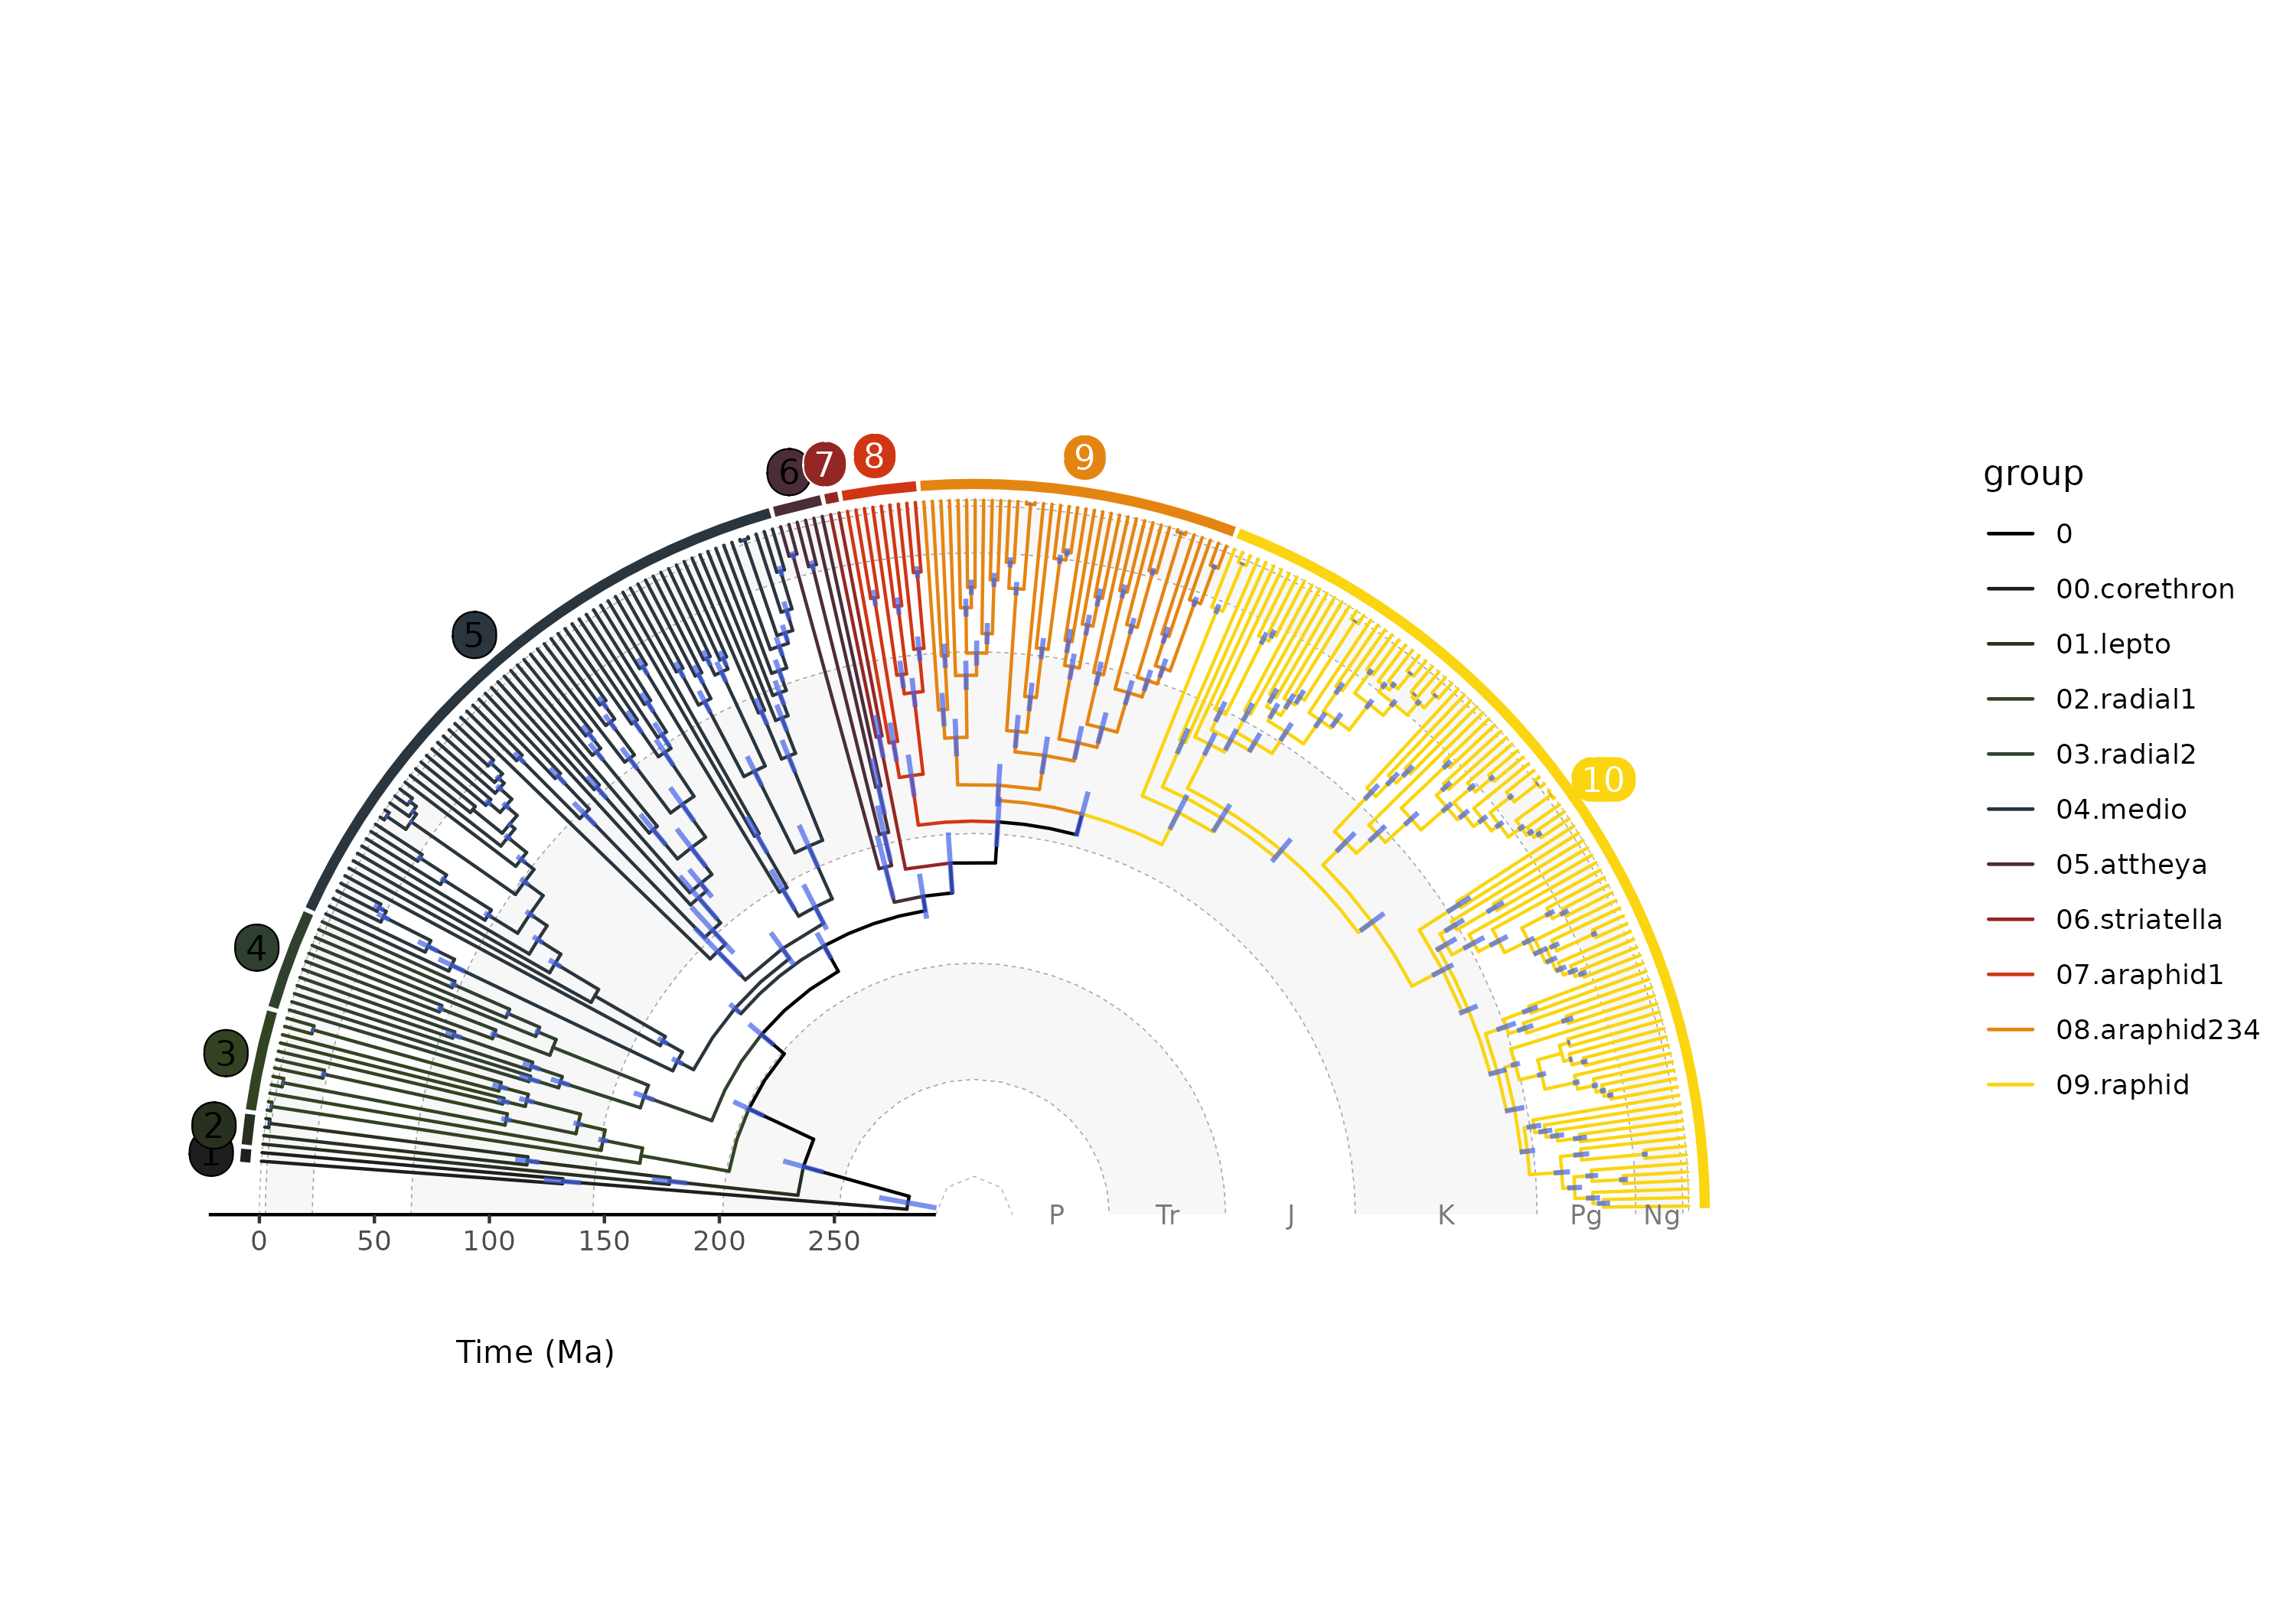 8
9
6
7
5
10
4
3
2
1
P
Tr
J
K
Pg
Ng
0
50
100
150
200
250
Time (Ma)
group
0
00.corethron
01.lepto
02.radial1
03.radial2
04.medio
05.attheya
06.striatella
07.araphid1
08.araphid234
09.raphid